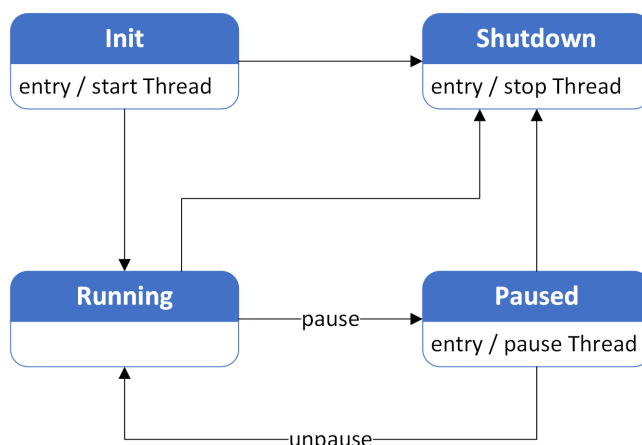 Init
entry / start Thread
Shutdown
entry / stop Thread
Running
pause
Paused
entry / pause Thread
unpause